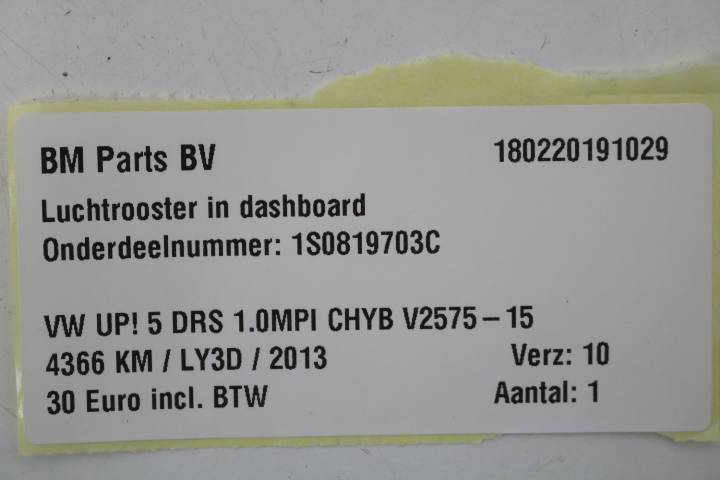 BM Parts BV 180220191029
Luchtrooster in dashboard
Onderdeelnummer: 1S0819703C
VW UP! 5 DRS 1.0MPI CHYB V2575-15
4366 KM / LY3D / 2013 Verz: 10
30 Euro incl. BTW Aantal: 1